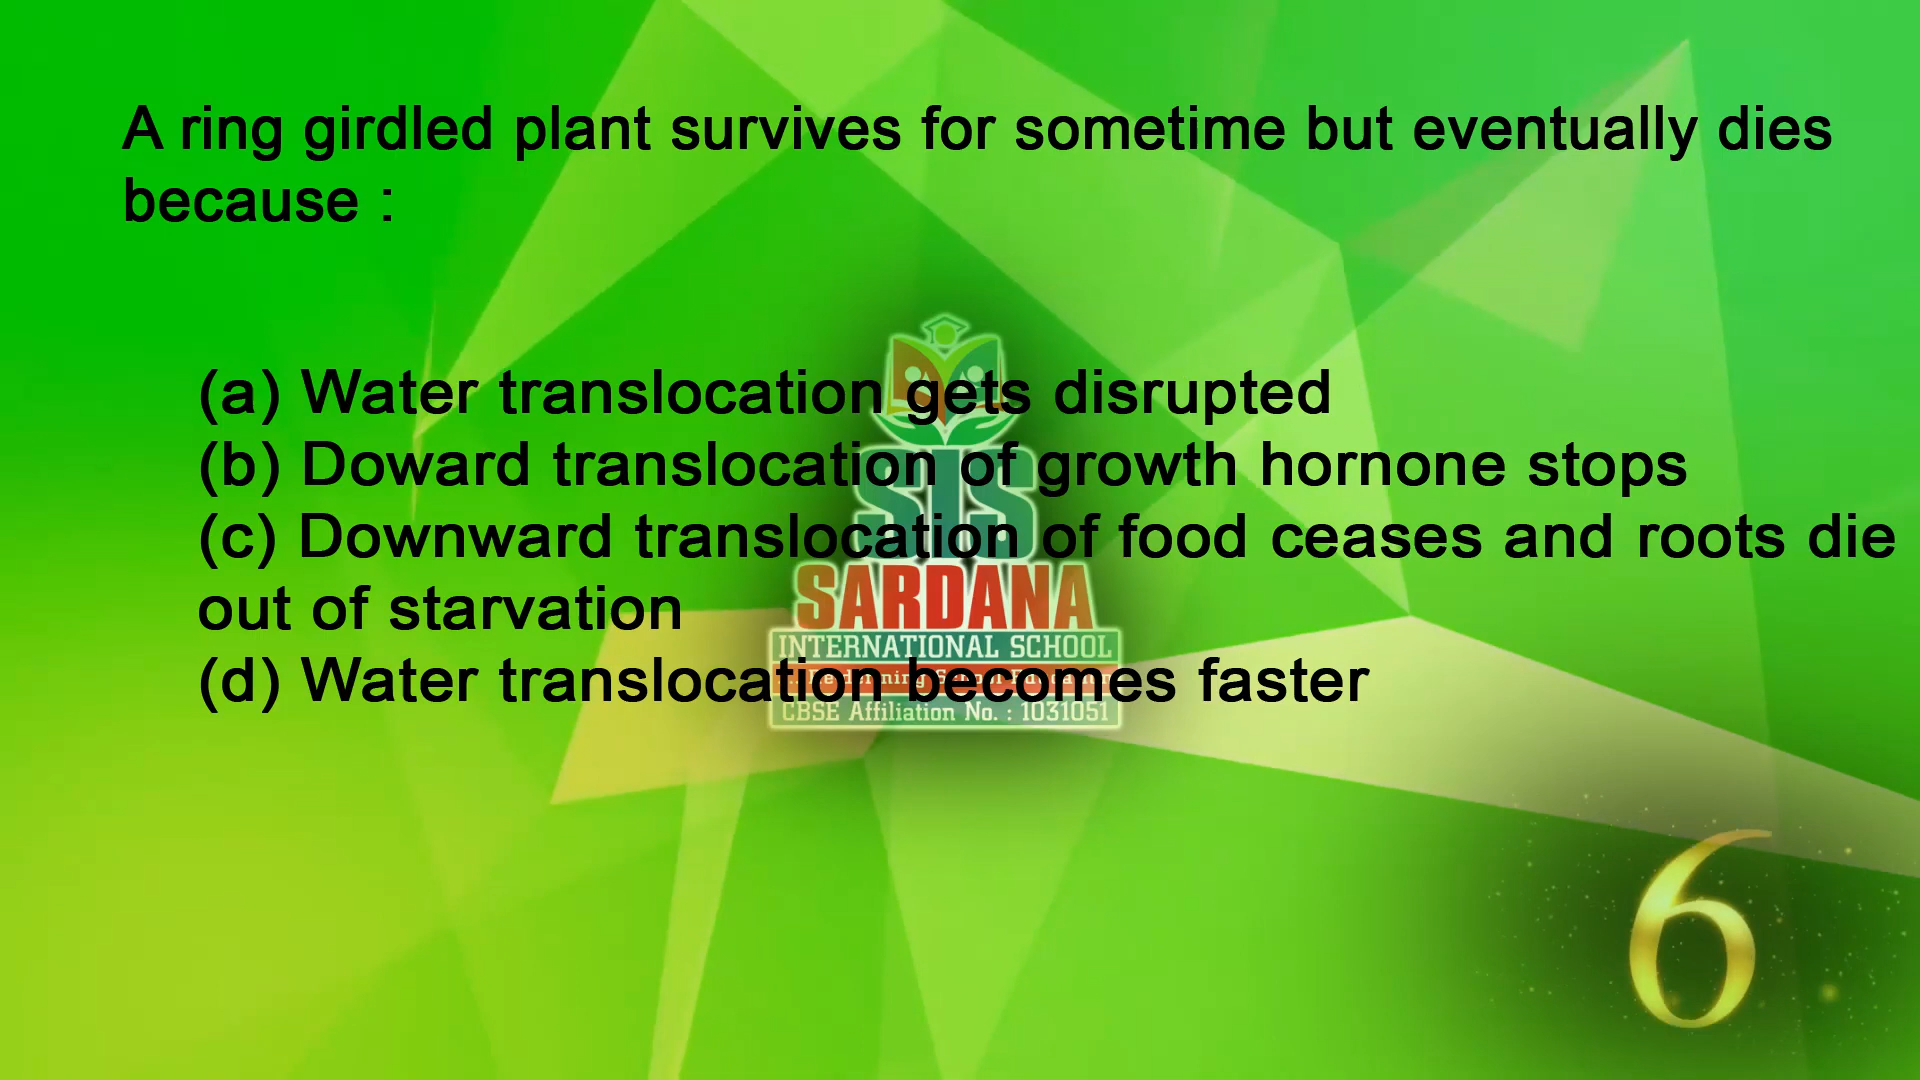 A ring girdled plant survives for sometime but eventually dies
because :
(a) Water translocation gets disrupted
(b) Doward translocation of growth hornone stops
(c) Downward translocation of food ceases and roots die
out of starvation
(d) Water translocation becomes faster
SIS
SARDANA
INTERNATIONAL SCHOOL
CBSE Affiliation No. : 1031051
6